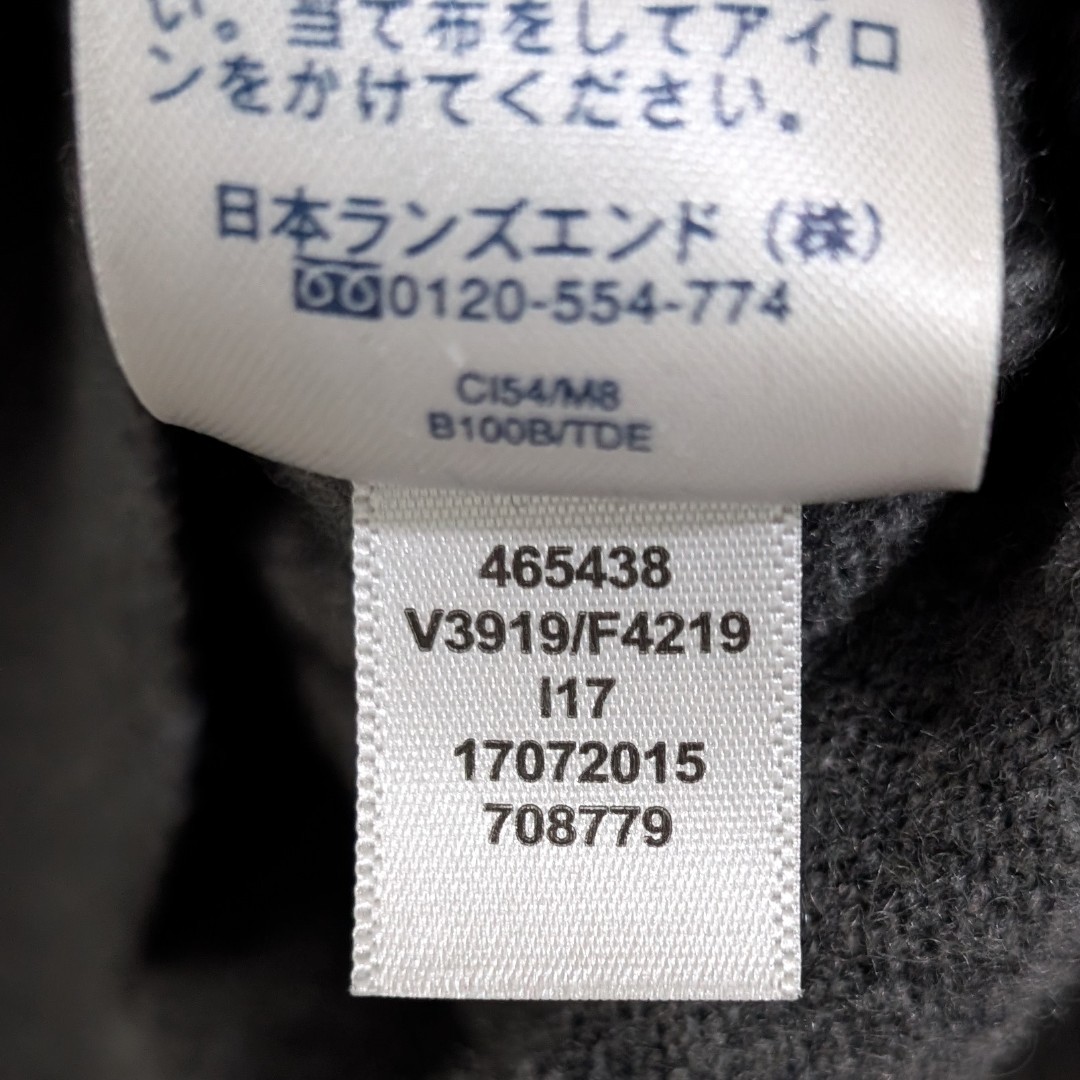 い。当て布をしてアイロ
ンをかけてください。
日本ランズエンド（株）
0120-554-774
CI54/M8
B100B/TDE
465438
V3919/F4219
I17
17072015
708779